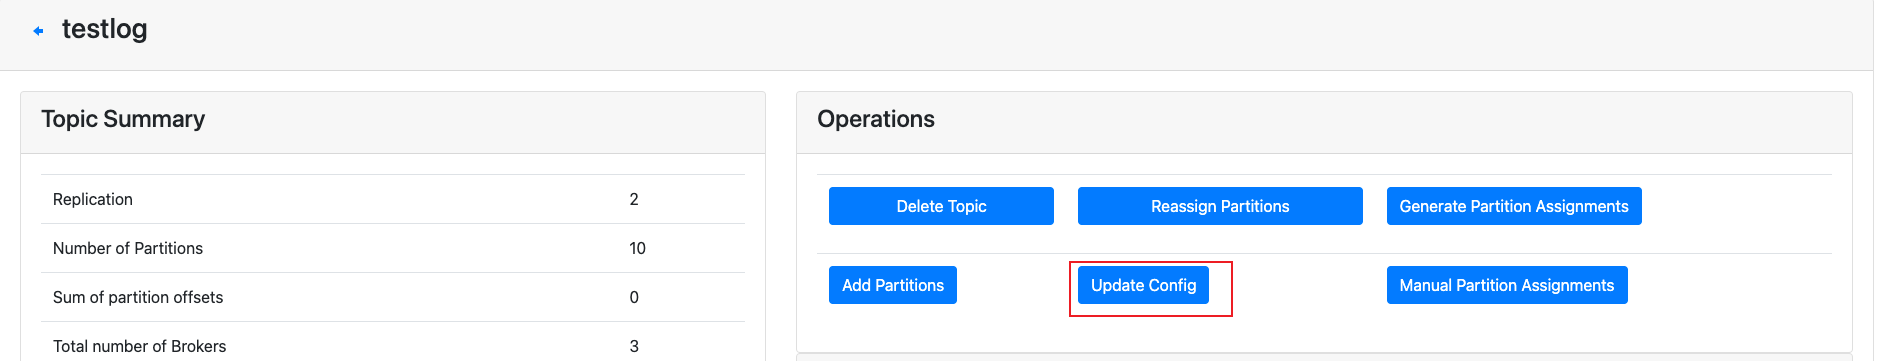 testlog
Topic Summary
Replication 2
Number of Partitions 10
Sum of partition offsets 0
Total number of Brokers 3
Operations
Delete Topic Reassign Partitions Generate Partition Assignments
Add Partitions Update Config Manual Partition Assignments